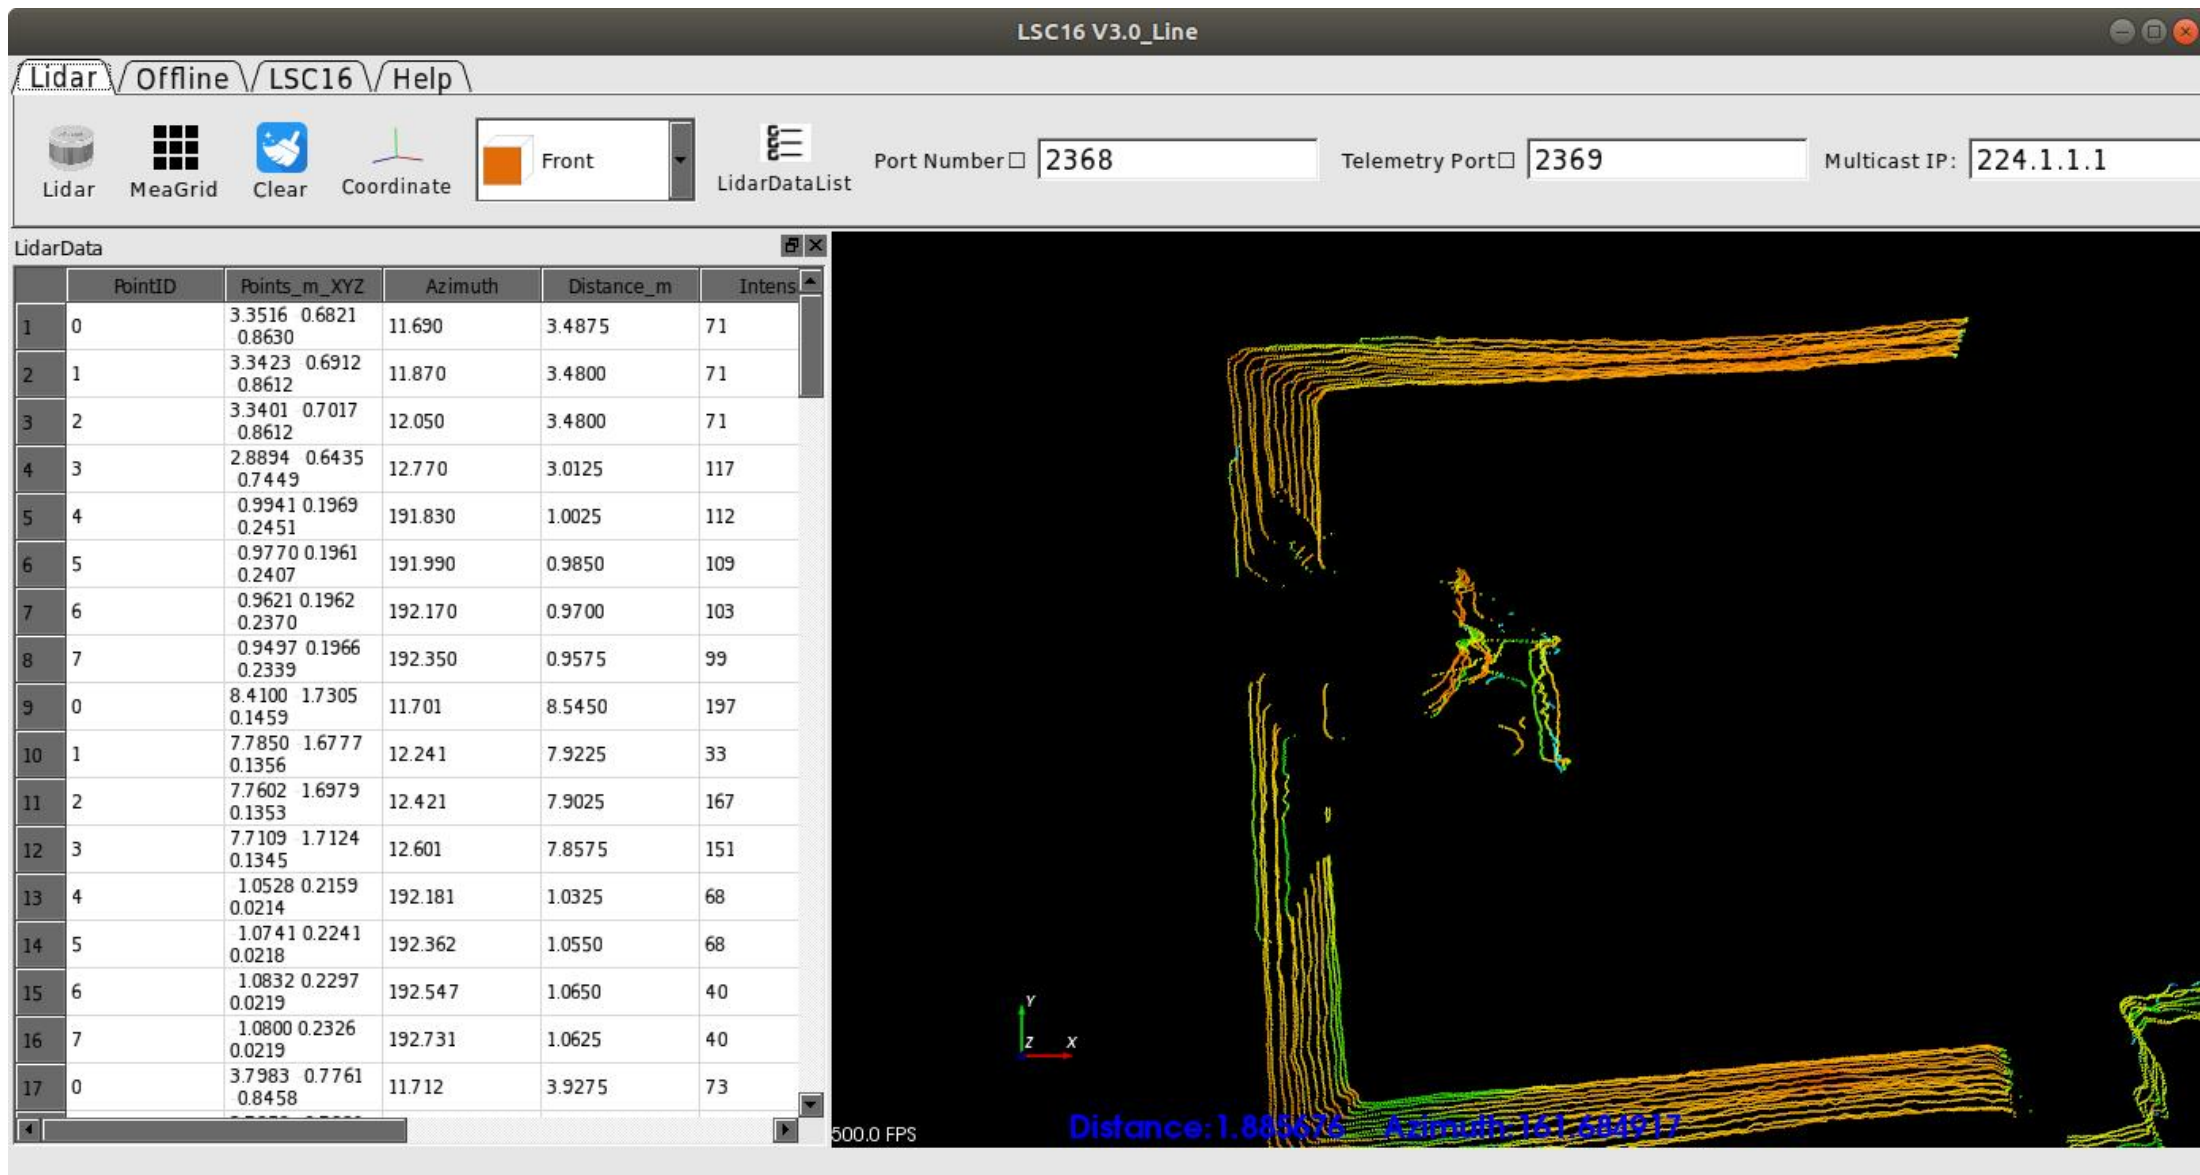 LSC16 V3.0_Line
Lidar Offline LSC16 Help
Lidar MeaGrid Clear Coordinate Front LidarDataList Port Number□ 2368 Telemetry Port□ 2369 Multicast IP: 224.1.1.1
LidarData
PointID Points_m_XYZ Azimuth Distance_m Intens
1 0 3.3516 0.6821 0.8630 11.690 3.4875 71
2 1 3.3423 0.6912 0.8612 11.870 3.4800 71
3 2 3.3401 0.7017 0.8612 12.050 3.4800 71
4 3 2.8894 0.6435 0.7449 12.770 3.0125 117
5 4 0.9941 0.1969 0.2451 191.830 1.0025 112
6 5 0.9770 0.1961 0.2407 191.990 0.9850 109
7 6 0.9621 0.1962 0.2370 192.170 0.9700 103
8 7 0.9497 0.1966 0.2339 192.350 0.9575 99
9 0 8.4100 1.7305 0.1459 11.701 8.5450 197
10 1 7.7850 1.6777 0.1356 12.241 7.9225 33
11 2 7.7602 1.6979 0.1353 12.421 7.9025 167
12 3 7.7109 1.7124 0.1345 12.601 7.8575 151
13 4 1.0528 0.2159 0.0214 192.181 1.0325 68
14 5 1.0741 0.2241 0.0218 192.362 1.0550 68
15 6 1.0832 0.2297 0.0219 192.547 1.0650 40
16 7 1.0800 0.2326 0.0219 192.731 1.0625 40
17 0 3.7983 0.7761 0.8458 11.712 3.9275 73
Y
Z X
500.0 FPS
Distance:1.885676 Azimuth:161.684917